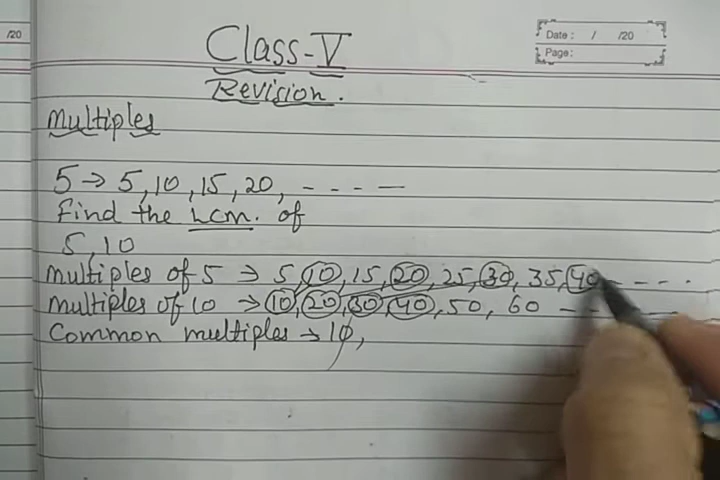 /20
Class-V
Date: / /20
Page:
Revision.
Multiples
5 → 5, 10, 15, 20, - - - -
Find the LCM. of
5, 10
multiples of 5 → 5, 10, 15, 20, 25, 30, 35, 40 - - - .
multiples of 10 → 10, 20, 30, 40, 50, 60 - - -
Common multiples → 10,